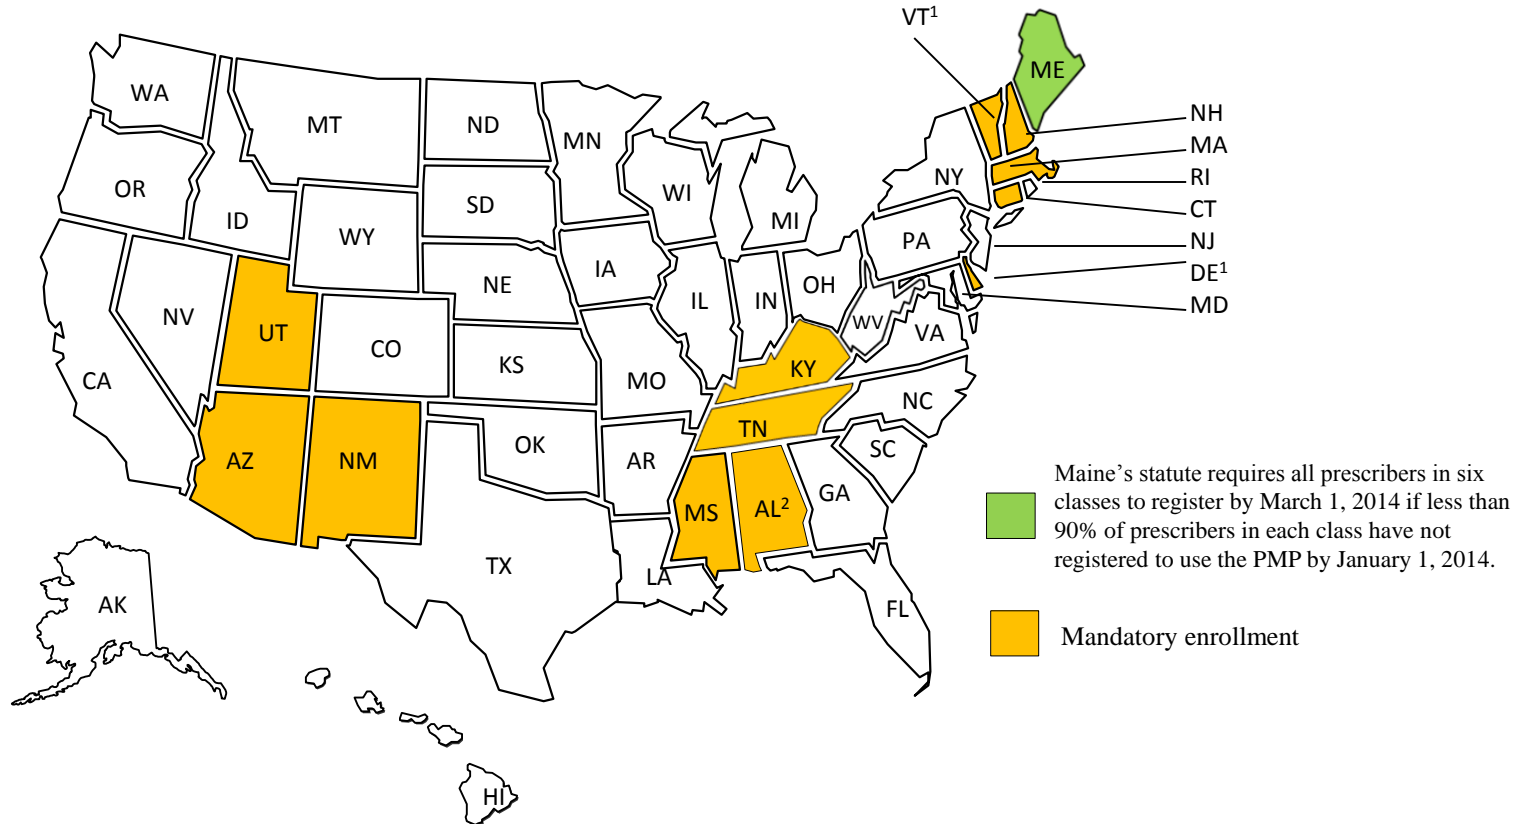 VT¹
ME
WA
MT
ND
MN
NH
MA
RI
CT
NJ
DE¹
MD
OR
ID
WY
SD
WI
MI
NY
PA
IA
NE
NV
UT
CO
KS
MO
IL
IN
OH
WV
VA
CA
KY
NC
TN
AZ
NM
OK
AR
SC
MS
AL²
GA
TX
LA
FL
AK
HI
Maine’s statute requires all prescribers in six
classes to register by March 1, 2014 if less than
90% of prescribers in each class have not
registered to use the PMP by January 1, 2014.
Mandatory enrollment